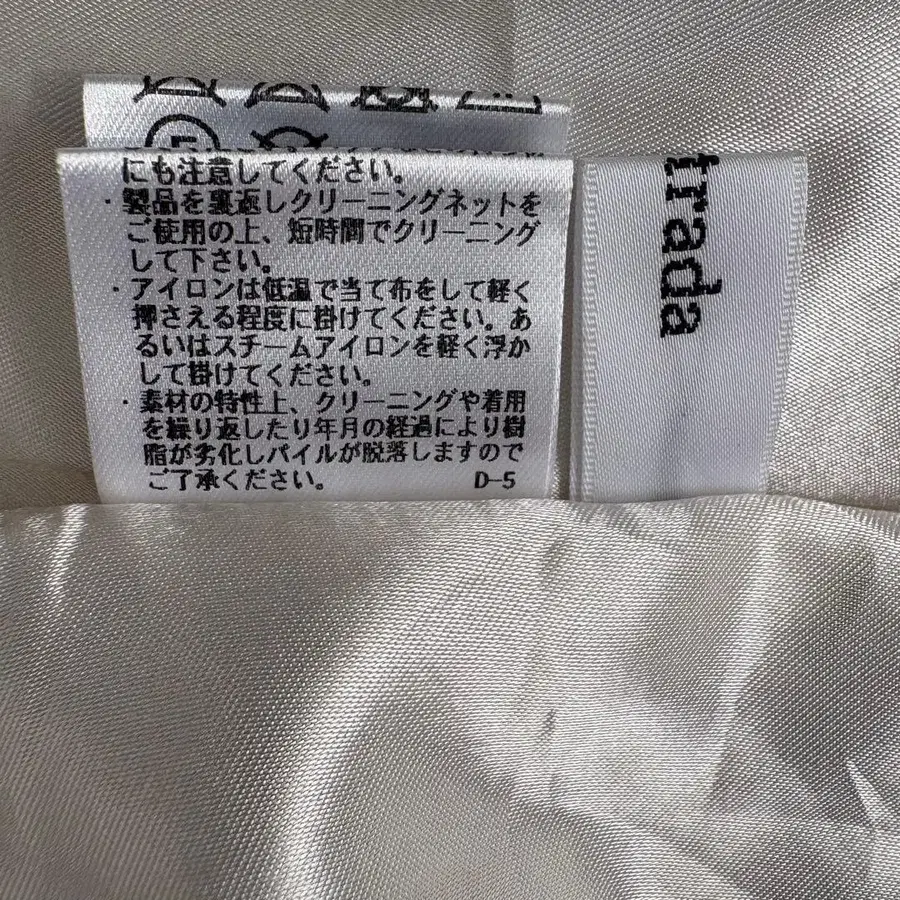 にも注意してください。
・製品を裏返しクリーニングネットを
ご使用の上、短時間でクリーニング
して下さい。
・アイロンは低温で当て布をして軽く
押さえる程度に掛けてください。あ
るいはスチームアイロンを軽く浮か
して掛けてください。
・素材の特性上、クリーニングや着用
を繰り返したり年月の経過により樹
脂が劣化しパイルが脱落しますので
ご了承ください。 D-5
trada